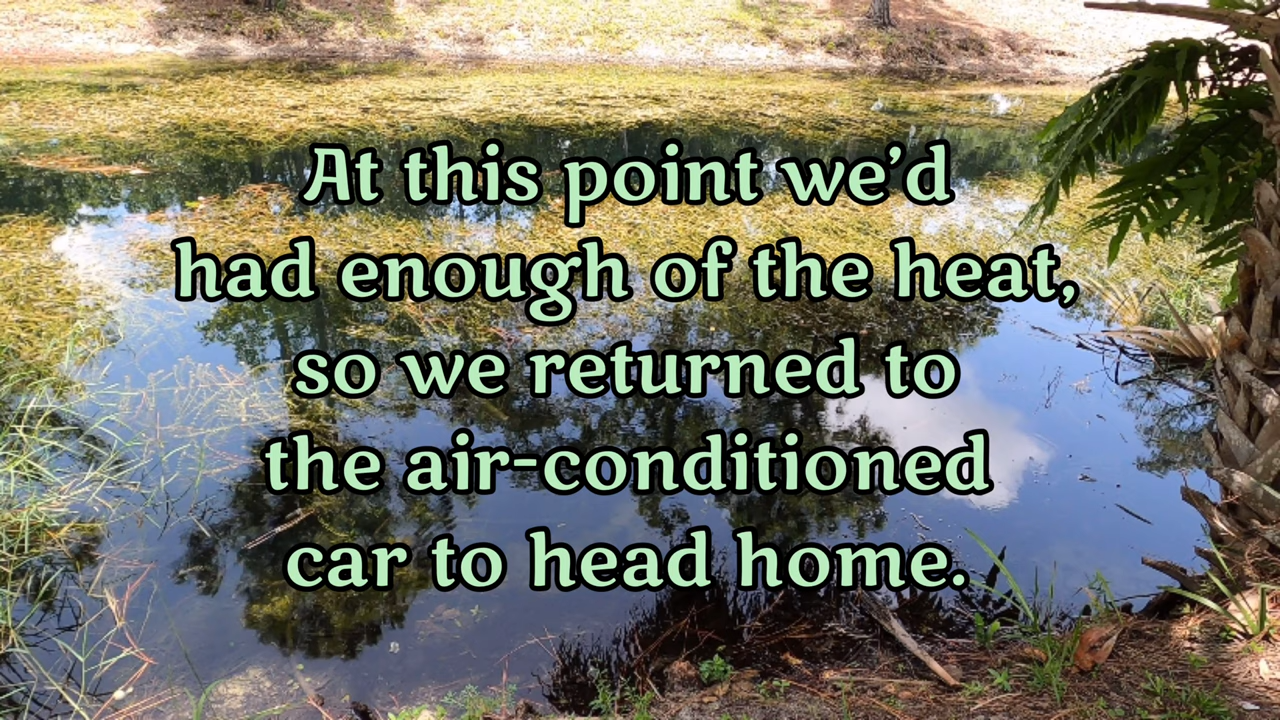 At this point we’d
had enough of the heat,
so we returned to
the air-conditioned
car to head home.